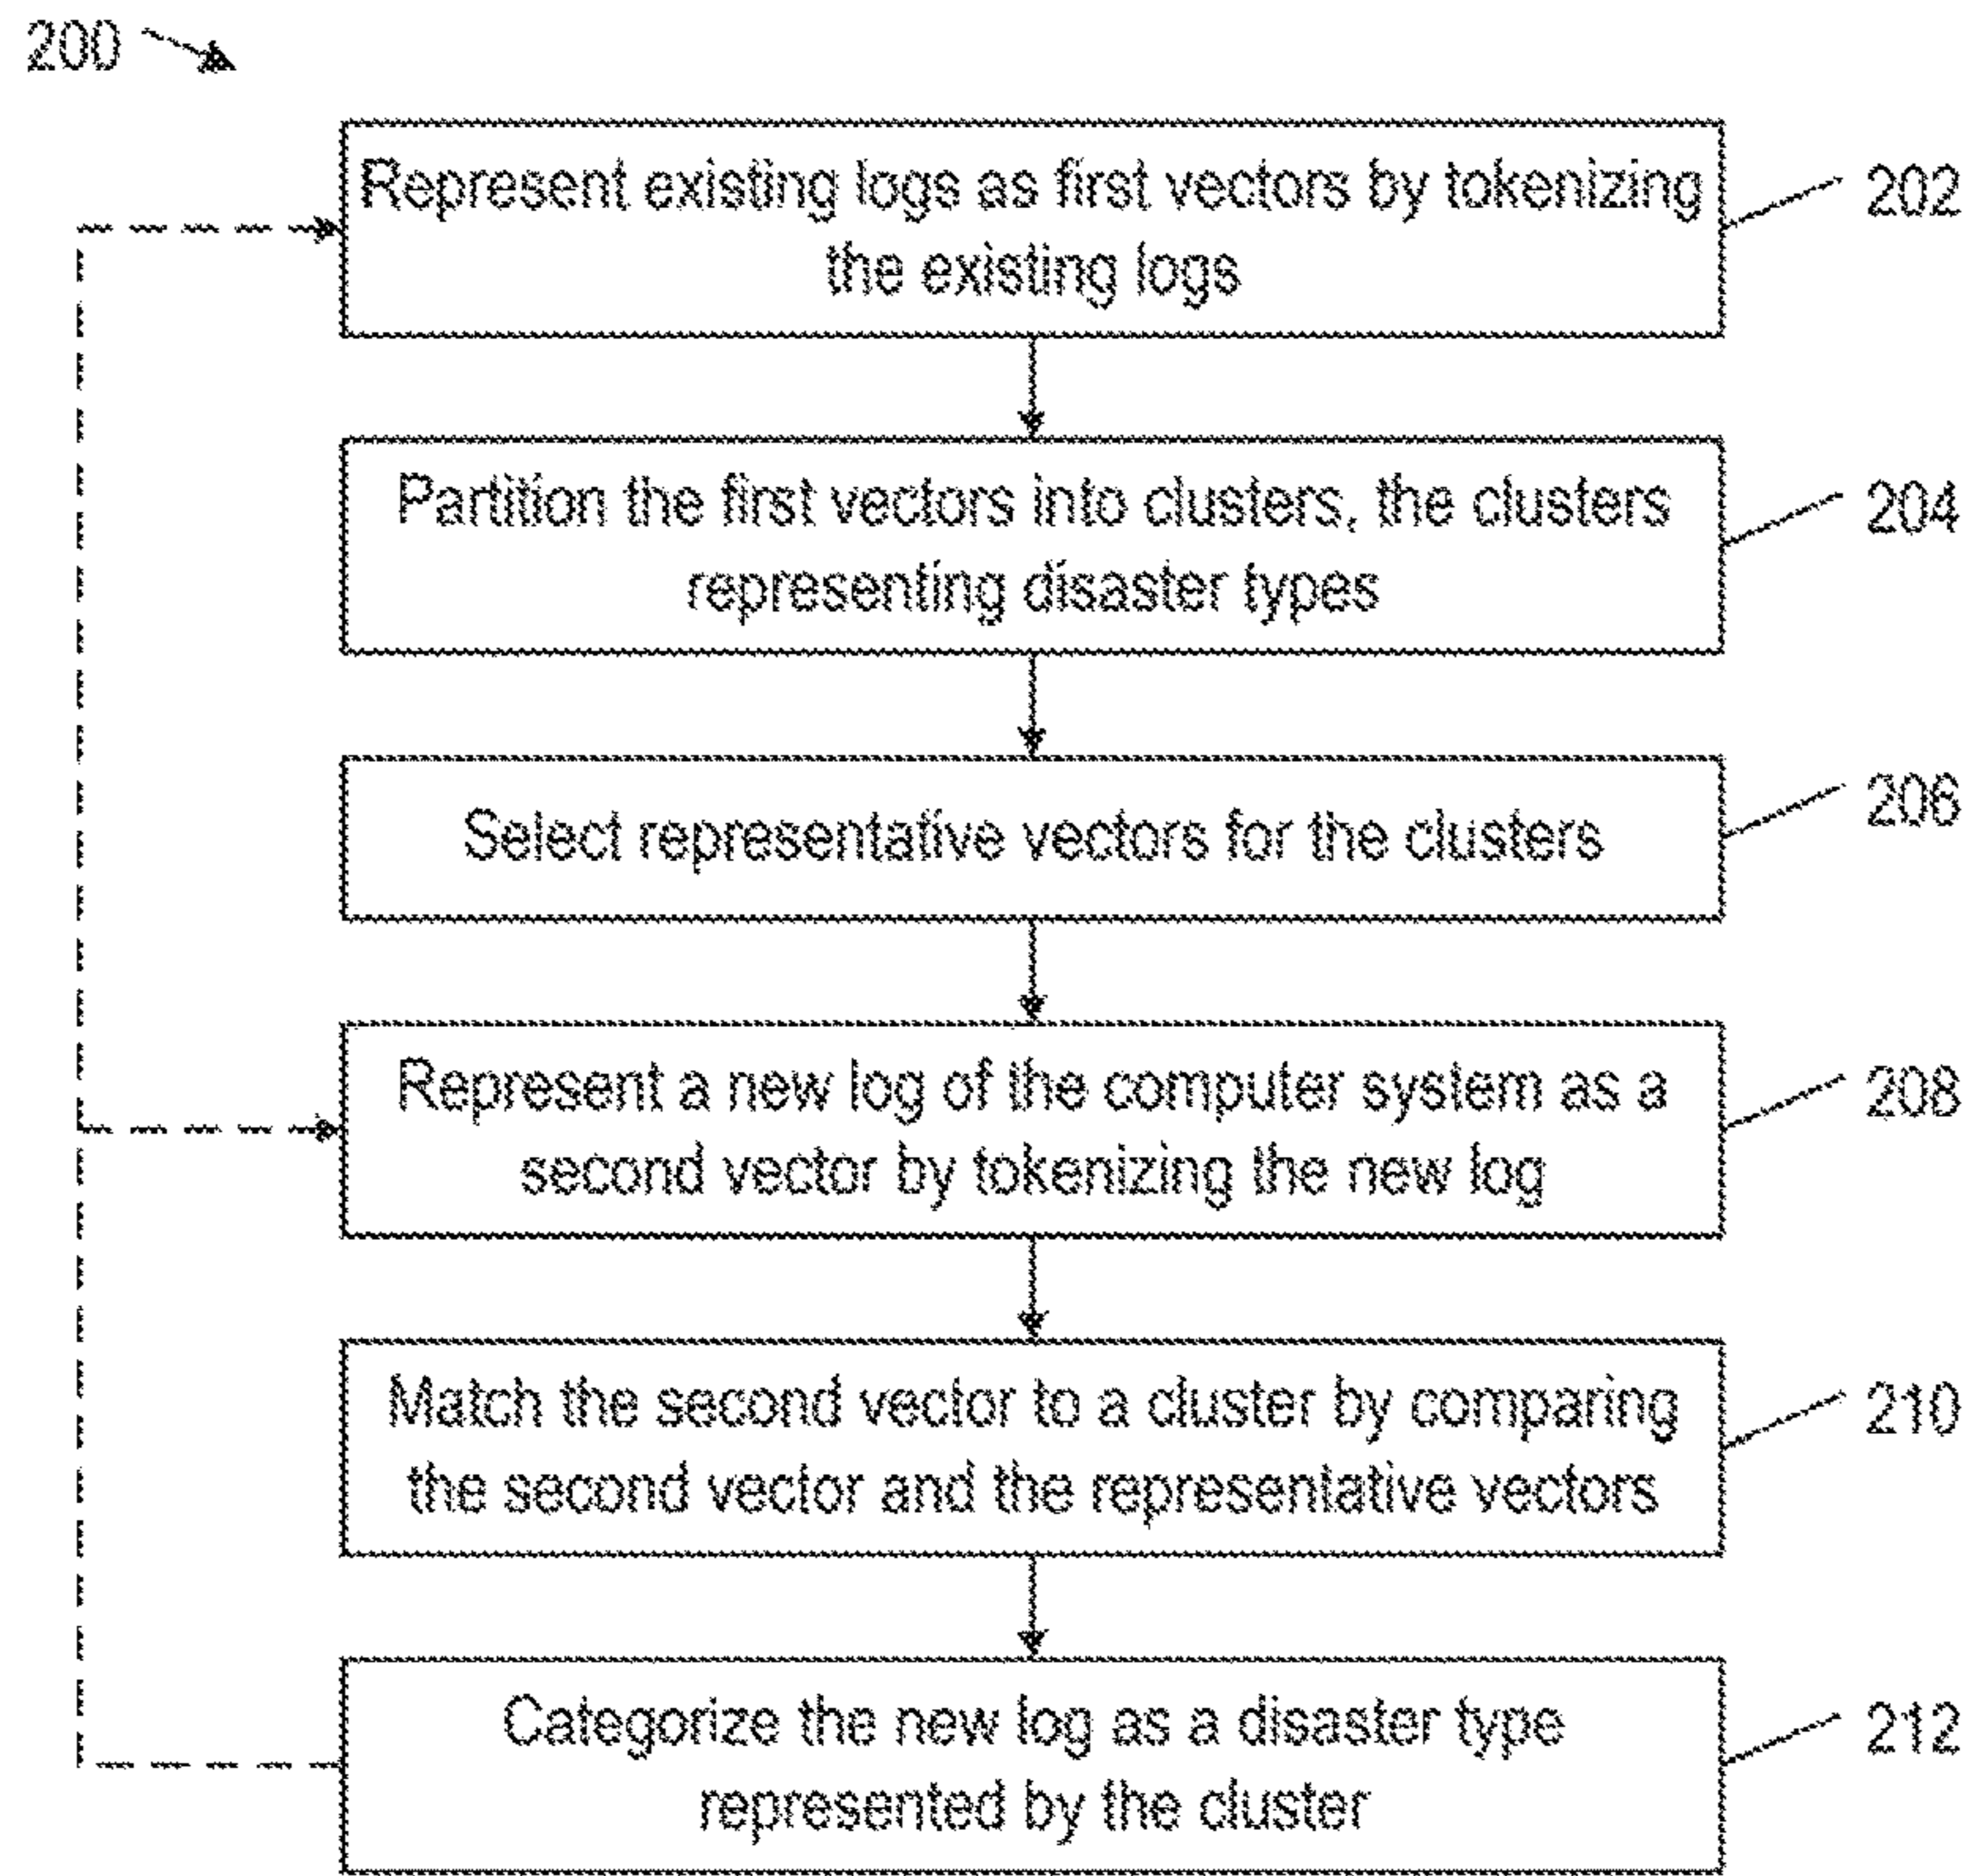 200
Represent existing logs as first vectors by tokenizing
the existing logs
202
Partition the first vectors into clusters, the clusters
representing disaster types
204
Select representative vectors for the clusters
206
Represent a new log of the computer system as a
second vector by tokenizing the new log
208
Match the second vector to a cluster by comparing
the second vector and the representative vectors
210
Categorize the new log as a disaster type
represented by the cluster
212